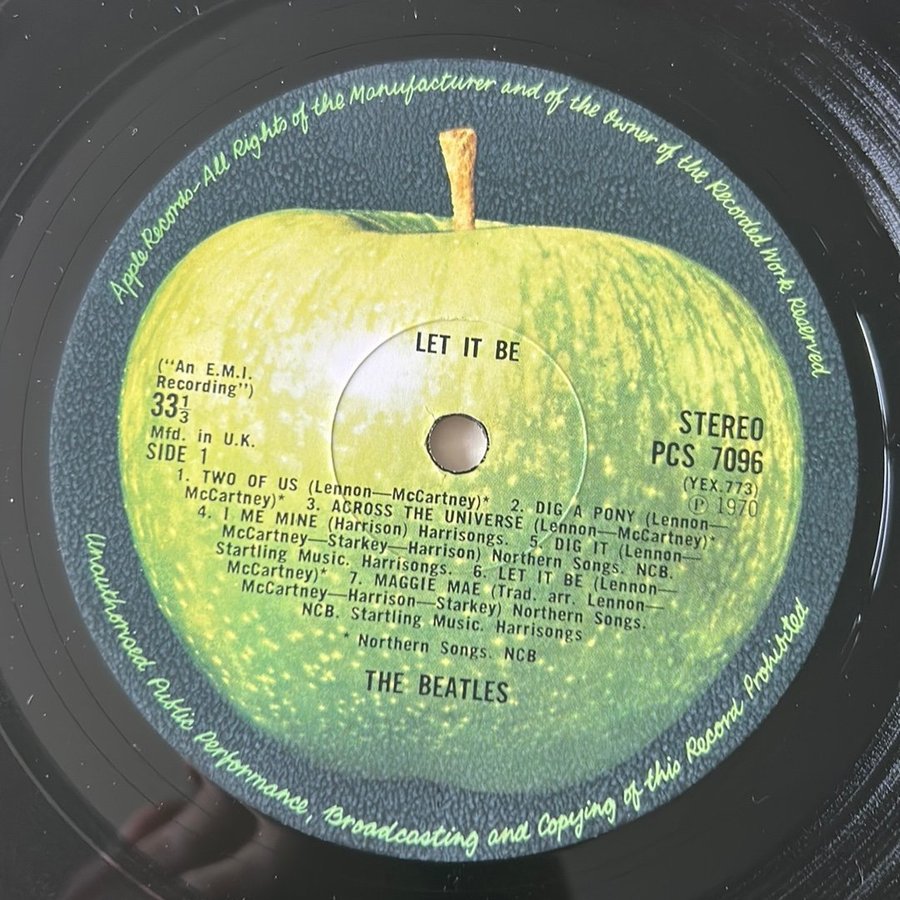 Apple Records - All Rights of the Manufacturer and of the Owner of the Recorded Work Reserved
LET IT BE
("An E.M.I.
Recording")
33⅓
Mfd. in U.K.
SIDE 1
STEREO
PCS 7096
(YEX.773)
Ⓟ 1970
1. TWO OF US (Lennon—McCartney)* 2. DIG A PONY (Lennon—
McCartney)* 3. ACROSS THE UNIVERSE (Lennon—McCartney)*
4. I ME MINE (Harrison) Harrisongs. 5. DIG IT (Lennon—
McCartney—Starkey—Harrison) Northern Songs. NCB.
Startling Music. Harrisongs. 6. LET IT BE (Lennon—
McCartney)* 7. MAGGIE MAE (Trad. arr. Lennon—
McCartney—Harrison—Starkey) Northern Songs.
NCB. Startling Music. Harrisongs
* Northern Songs. NCB
THE BEATLES
Unauthorised Public Performance, Broadcasting and Copying of this Record Prohibited